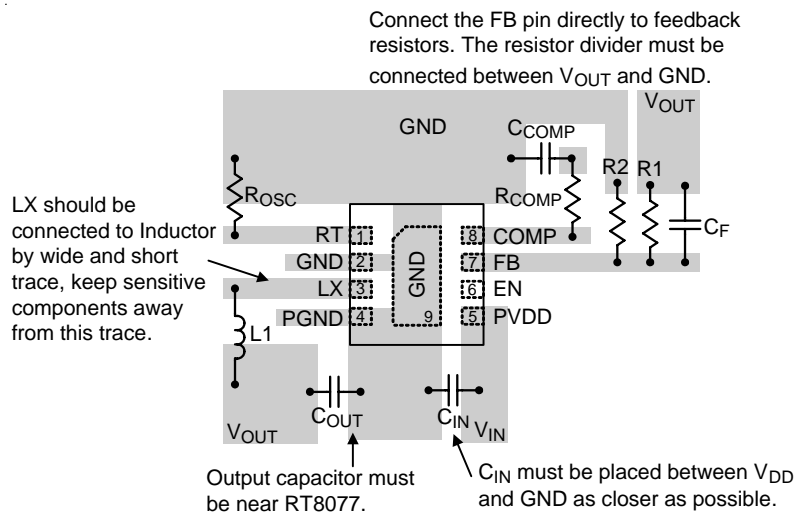 Connect the FB pin directly to feedback
resistors. The resistor divider must be
connected between VOUT and GND.
VOUT
GND
CCOMP
R2 R1
ROSC
RCOMP
CF
LX should be
connected to Inductor
by wide and short
trace, keep sensitive
components away
from this trace.
RT 1
GND 2
LX 3
PGND 4
GND
9
8 COMP
7 FB
6 EN
5 PVDD
L1
VOUT
COUT
CIN
VIN
Output capacitor must
be near RT8077.
CIN must be placed between VDD
and GND as closer as possible.